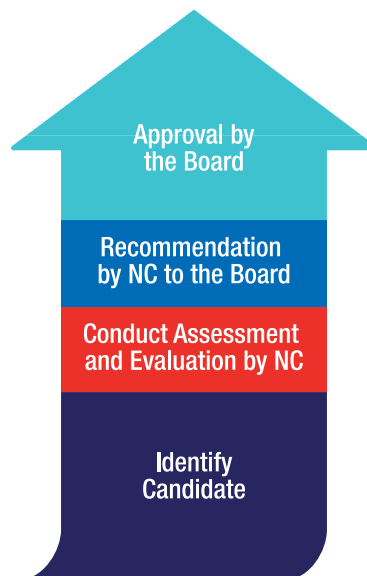 Approval by
the Board
Recommendation
by NC to the Board
Conduct Assessment
and Evaluation by NC
Identify
Candidate